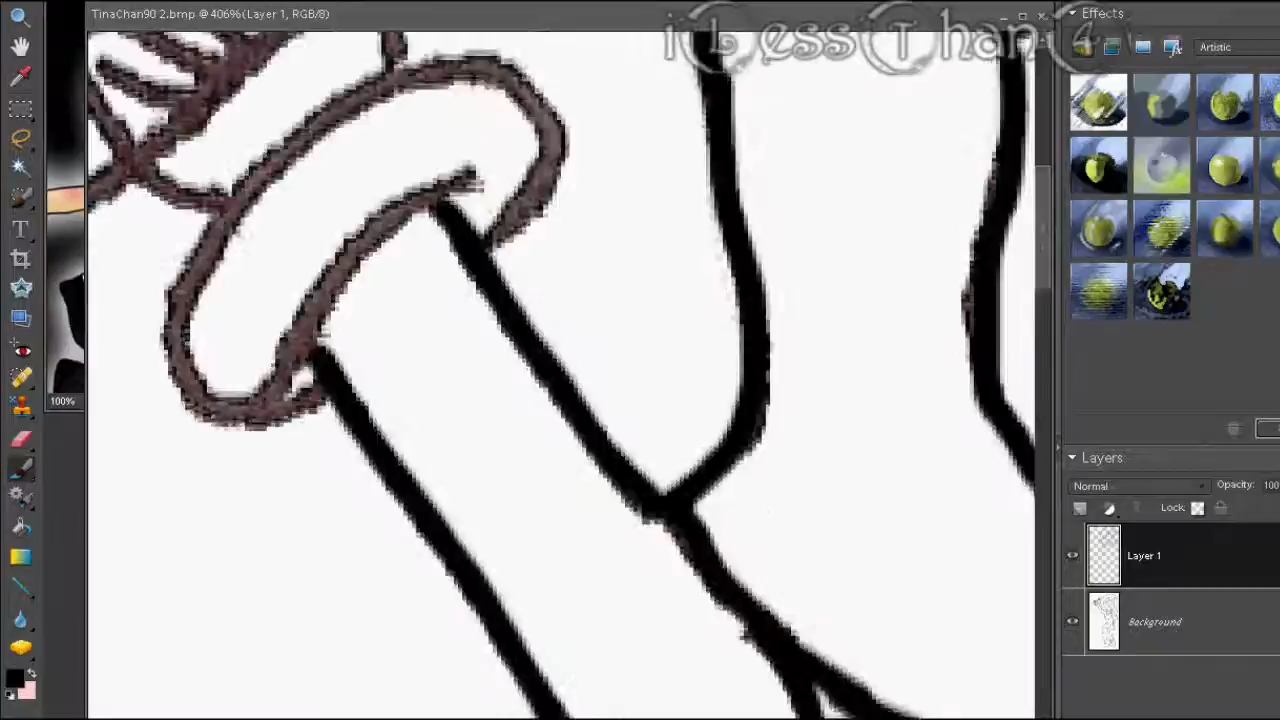 TinaChan90 2.bmp @ 406%(Layer 1, RGB/8)
iLessThan4
Effects
Artistic
100%
Layers
Normal
Opacity: 100
Lock:
Layer 1
Background